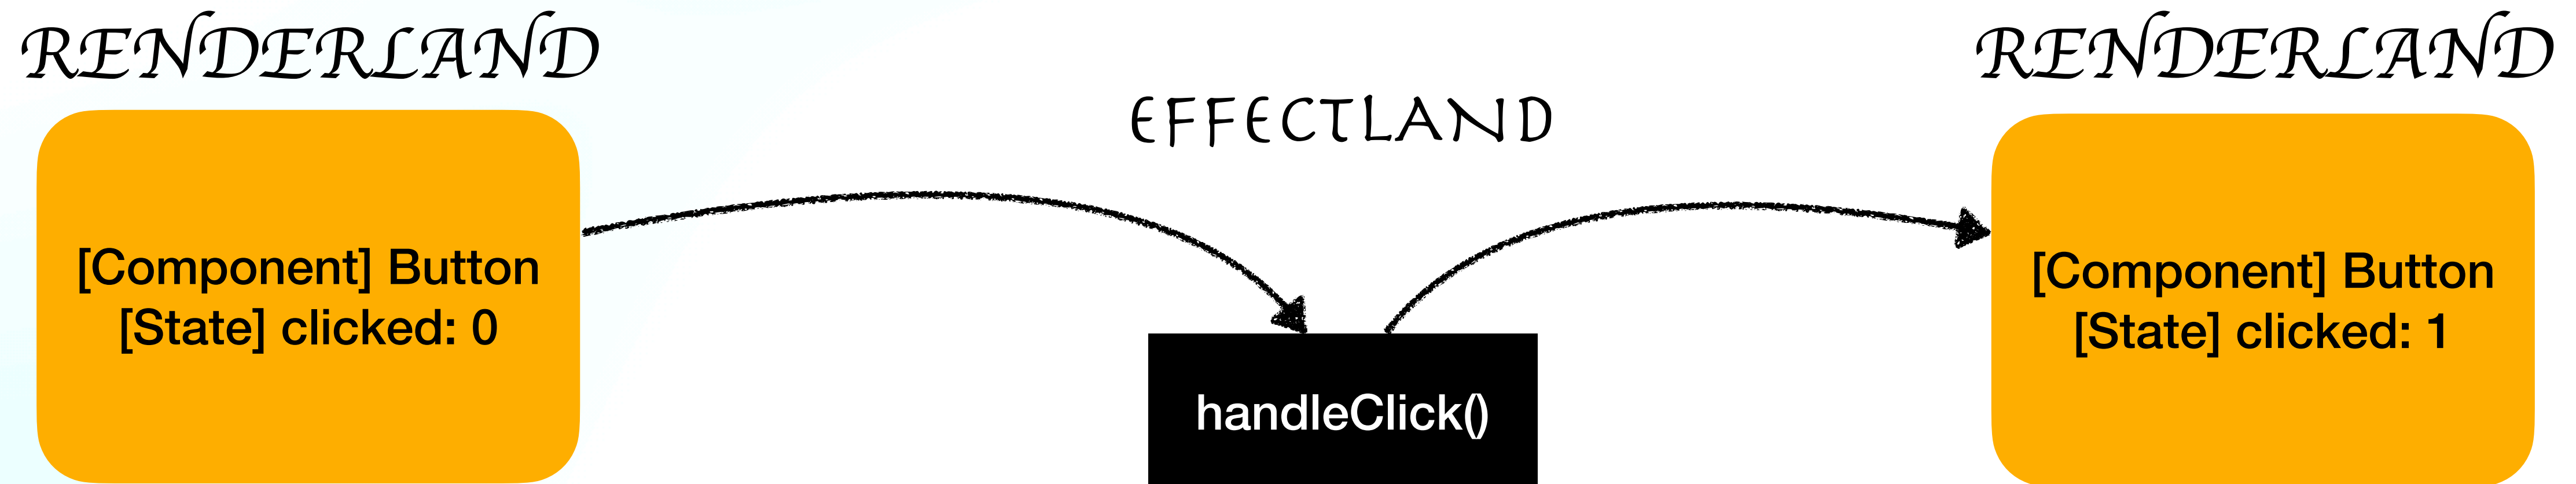 RENDERLAND
[Component] Button
[State] clicked: 0
EFFECTLAND
handleClick()
RENDERLAND
[Component] Button
[State] clicked: 1